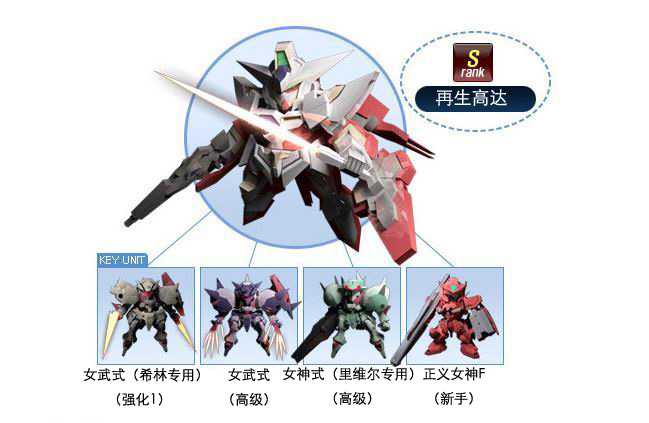 S
rank
再生高达
KEY UNIT
女武式（希林专用）
（强化1）
女武式
（高级）
女神式（里维尔专用）
（高级）
正义女神F
（新手）